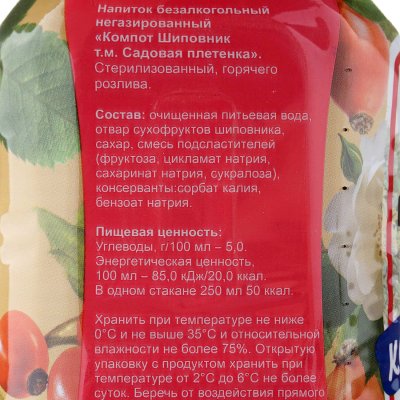 Напиток безалкогольный
негазированный
«Компот Шиповник
т.м. Садовая плетенка».
Стерилизованный, горячего
розлива.
Состав: очищенная питьевая вода,
отвар сухофруктов шиповника,
сахар, смесь подсластителей
(фруктоза, цикламат натрия,
сахаринат натрия, сукралоза),
консерванты:сорбат калия,
бензоат натрия.
Пищевая ценность:
Углеводы, г/100 мл – 5,0.
Энергетическая ценность,
100 мл – 85,0 кДж/20,0 ккал.
В одном стакане 250 мл 50 ккал.
Хранить при температуре не ниже
0°С и не выше 35°С и относительной
влажности не более 75%. Открытую
упаковку с продуктом хранить при
температуре от 2°С до 6°С не более
суток. Беречь от воздействия прямого